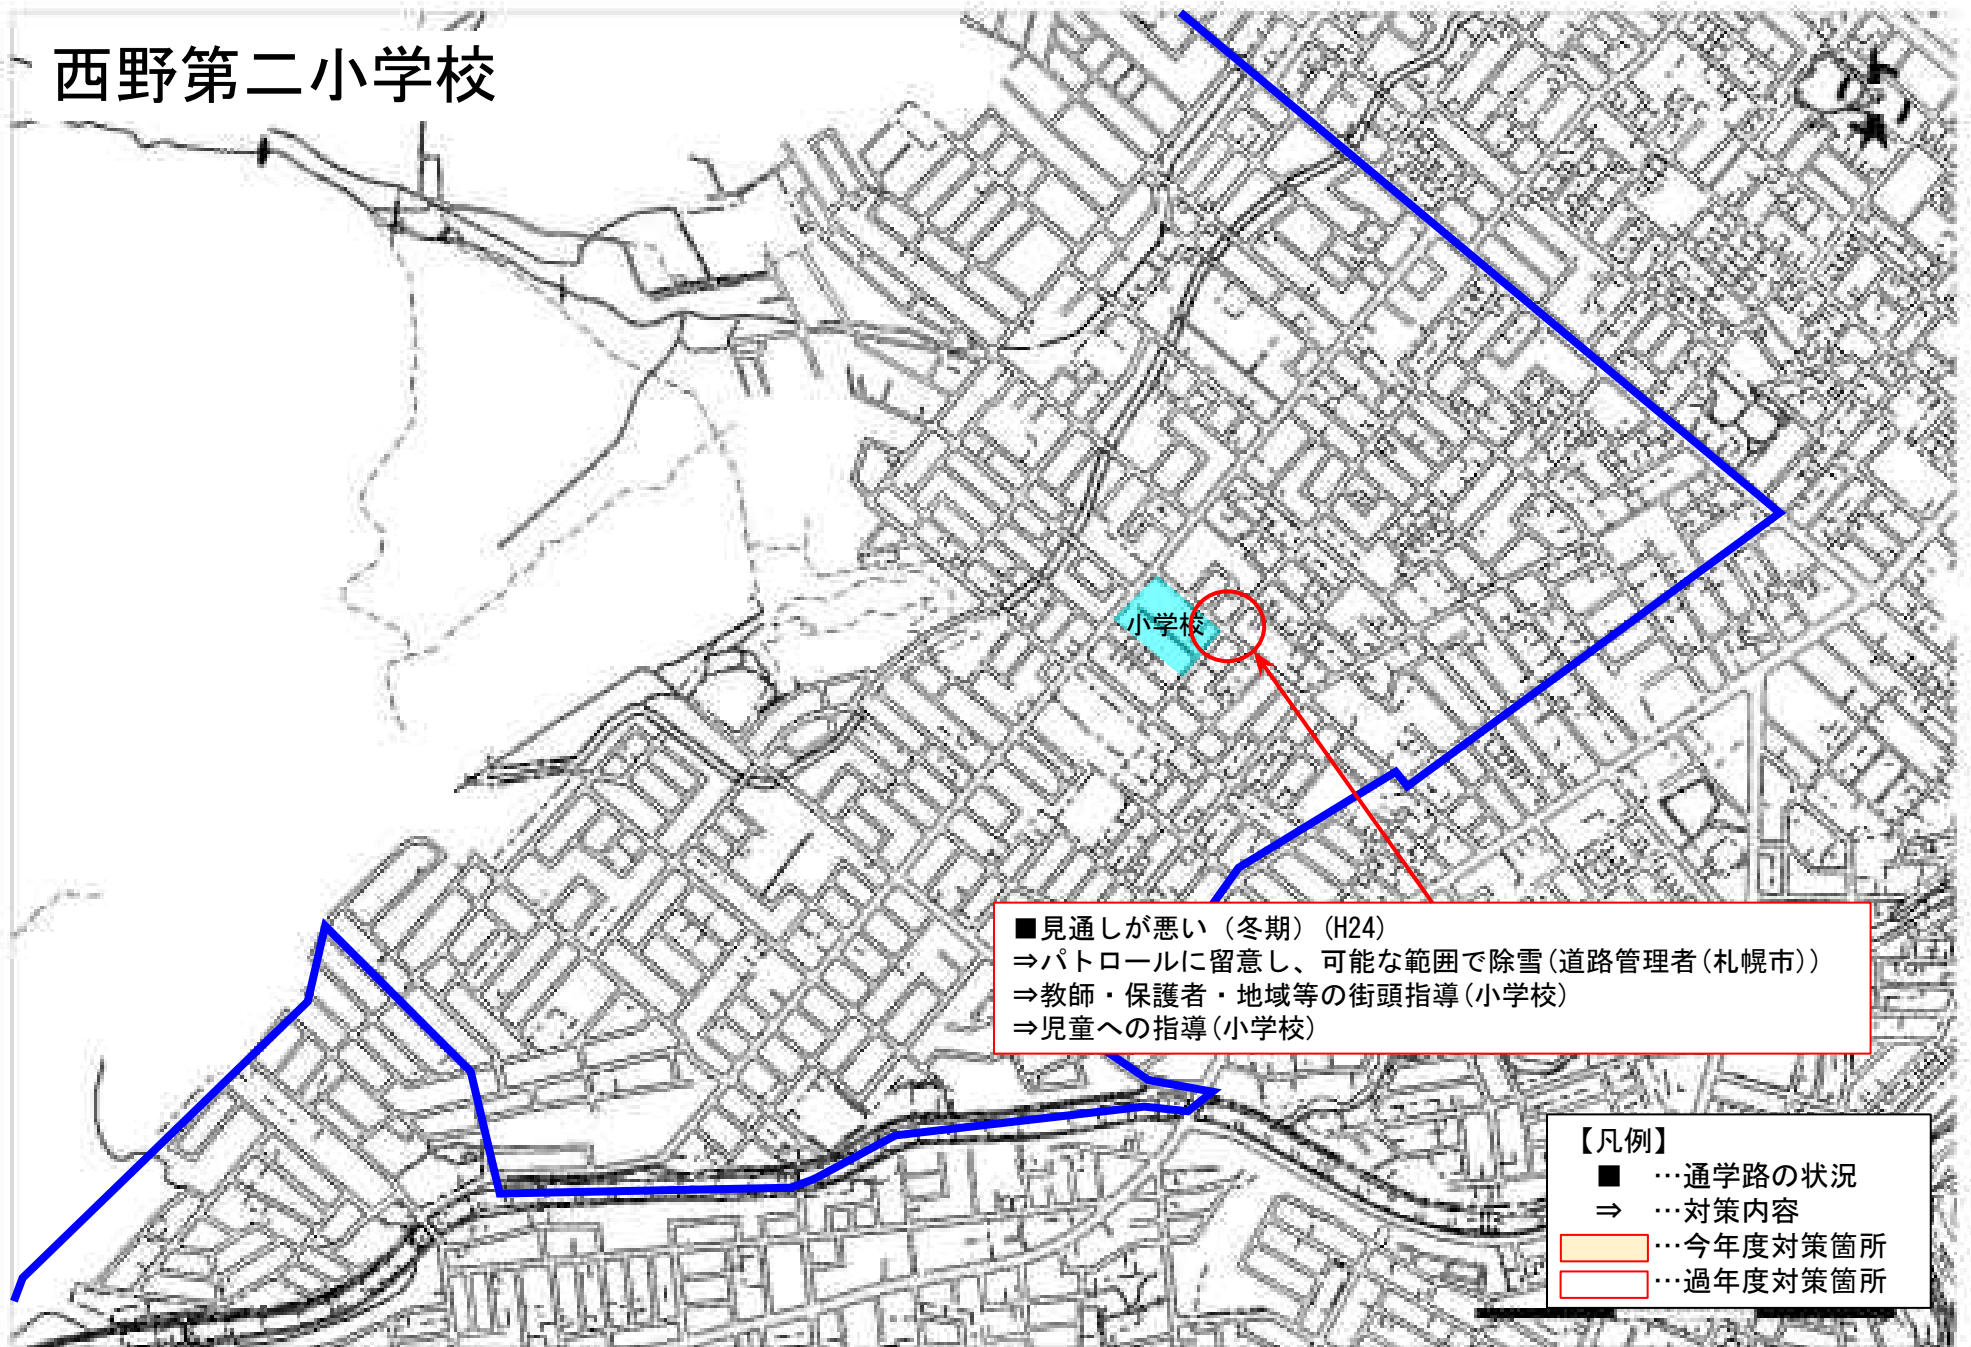 西野第二小学校
小学校
■見通しが悪い（冬期）(H24)
⇒パトロールに留意し、可能な範囲で除雪(道路管理者(札幌市))
⇒教師・保護者・地域等の街頭指導(小学校)
⇒児童への指導(小学校)
【凡例】
■ …通学路の状況
⇒ …対策内容
…今年度対策箇所
…過年度対策箇所